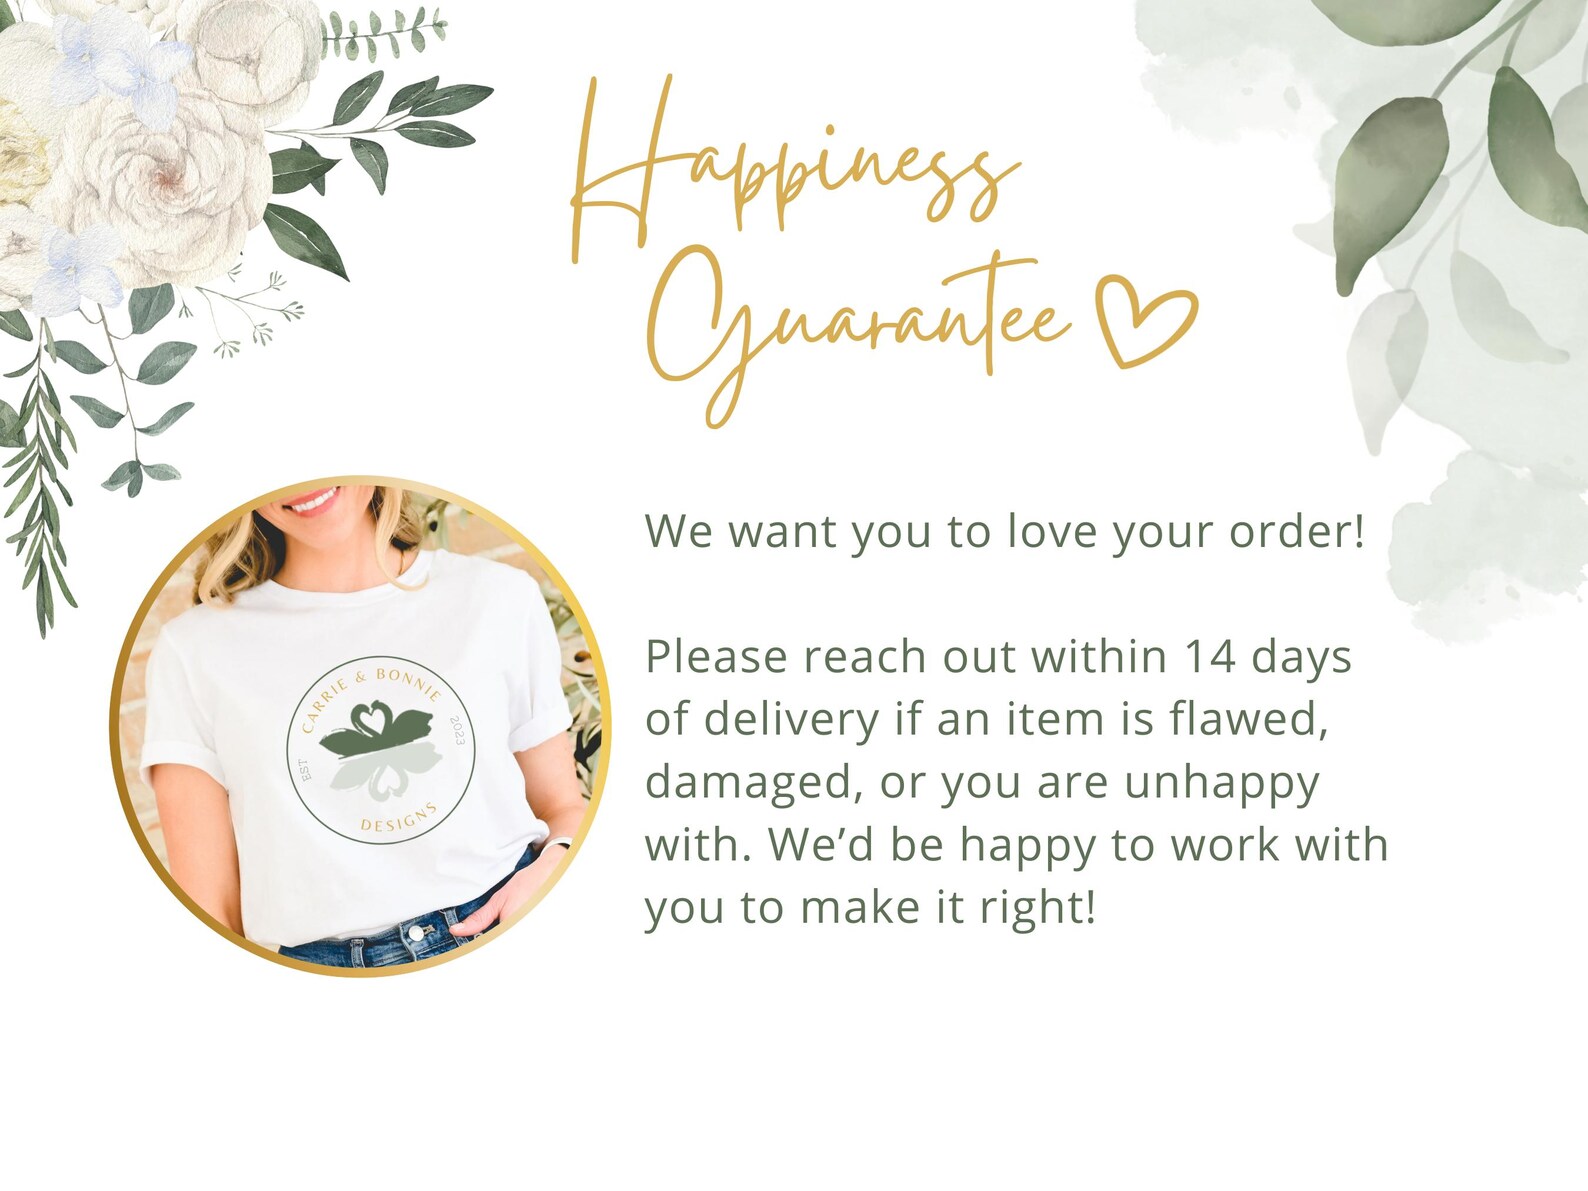 Happiness
Guarantee
We want you to love your order!
Please reach out within 14 days
of delivery if an item is flawed,
damaged, or you are unhappy
with. We’d be happy to work with
you to make it right!
CARRIE & BONNIE
EST
2023
DESIGNS